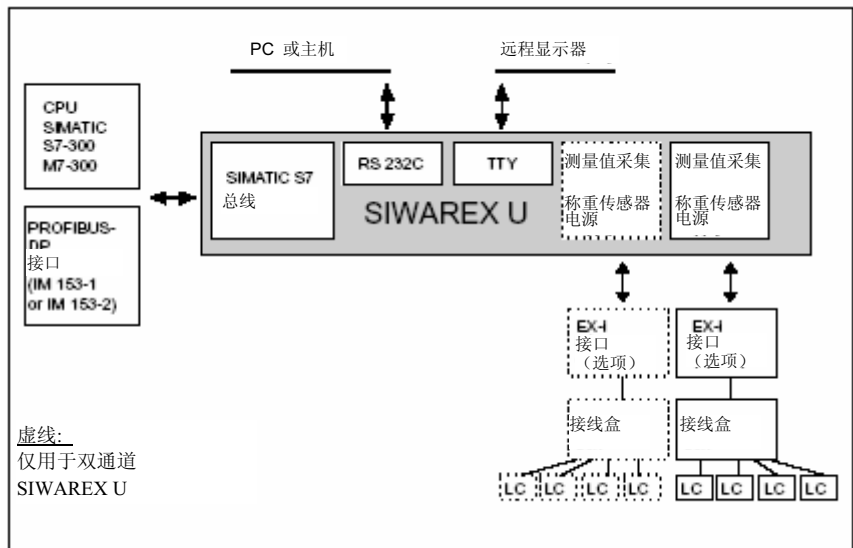 PC 或主机
远程显示器
CPU
SIMATIC
S7-300
M7-300
SIMATIC S7
总线
RS 232C
TTY
SIWAREX U
测量值采集
称重传感器
电源
测量值采集
称重传感器
电源
PROFIBUS-
DP
接口
(IM 153-1
or IM 153-2)
EX-I
接口
（选项）
EX-I
接口
（选项）
接线盒
接线盒
LC LC LC LC
LC LC LC LC
虚线:
仅用于双通道
SIWAREX U